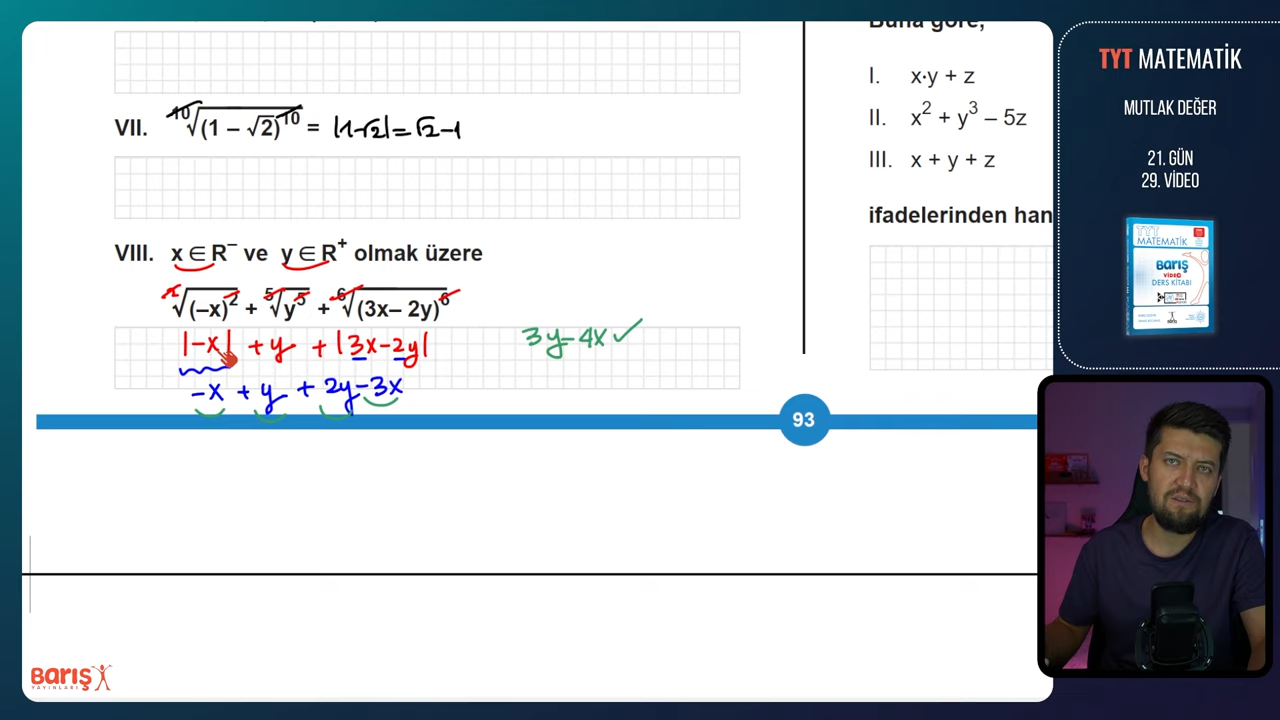 VII. ¹⁰√(1 – √2)¹⁰ = |1-√2| = √2-1
VIII. x ∈ R⁻ ve y ∈ R⁺ olmak üzere
√(–x)² + ⁵√y⁵ + ⁶√(3x– 2y)⁶
|-x| + y + |3x-2y|
3y-4x ✓
-x + y + 2y-3x
93
Buna göre,
I. x·y + z
II. x² + y³ – 5z
III. x + y + z
ifadelerinden han
TYT MATEMATİK
MUTLAK DEĞER
21. GÜN
29. VİDEO
TYT
MATEMATİK
BARIŞ
VİDEO
DERS KİTABI
BARIŞ
YAYINLARI